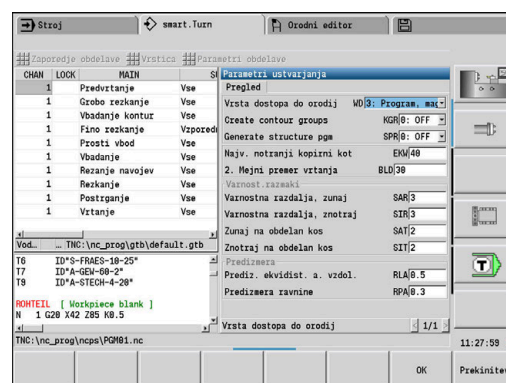 Stroj
smart.Turn
Orodni editor
Zaporedje obdelave
Vrstica
Parametri obdelave
CHAN LOCK MAIN
1 Predvrtanje Vse
1 Grobo rezkanje Vse
1 Vbadanje kontur Vse
1 Fino rezkanje
1 Prosti vbod Vse
1 Vbadanje Vse
1 Rezanje navojev Vse
1 Rezkanje Vse
1 Postrganje Vse
1 Vrtanje Vse
Vod… … TNC:\nc_prog\gtb\default.gtb
T6 ID"S-FRAES-10-25"
T7 ID"A-GEW-60-2"
T9 ID"A-STECH-4-20"
ROHTEIL [ Workpiece blank ]
N 1 G20 X42 Z85 K0.5
TNC:\nc_prog\ncps\PGM01.nc
Parametri ustvarjanja
Pregled
Vrsta dostopa do orodij WD 3: Program,
Create contour groups KGR 0: OFF
Generate structure pgm SPR 0: OFF
Najv. notranji kopirni kot EKW 40
2. Mejni premer vrtanja BLD 30
Varnost.razmaki
Varnostna razdalja, zunaj SAR 3
Varnostna razdalja, znotraj SIR 3
Zunaj na obdelan kos SAT 2
Znotraj na obdelan kos SIT 2
Predizmera
Prediz. ekvidist. a. vzdol. RLA 0.5
Predizmera ravnine RPA 0.3
Vrsta dostopa do orodij 1/1
T
11:27:59
OK
Prekinitev